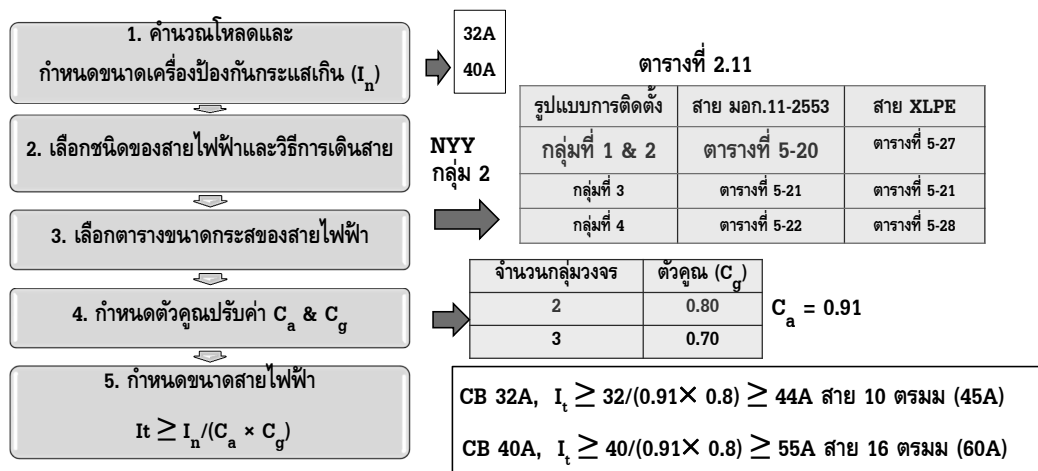 1. คำนวณโหลดและ
กำหนดขนาดเครื่องป้องกันกระแสเกิน (I_n)
32A
40A
2. เลือกชนิดของสายไฟฟ้าและวิธีการเดินสาย
NYY
กลุ่ม 2
ตารางที่ 2.11
รูปแบบการติดตั้ง สาย มอก.11-2553 สาย XLPE
กลุ่มที่ 1 & 2 ตารางที่ 5-20 ตารางที่ 5-27
กลุ่มที่ 3 ตารางที่ 5-21 ตารางที่ 5-21
กลุ่มที่ 4 ตารางที่ 5-22 ตารางที่ 5-28
3. เลือกตารางขนาดกระสของสายไฟฟ้า
4. กำหนดตัวคูณปรับค่า C_a & C_g
จำนวนกลุ่มวงจร ตัวคูณ (C_g)
2 0.80
3 0.70
C_a = 0.91
5. กำหนดขนาดสายไฟฟ้า
It ≥ I_n/(C_a × C_g)
CB 32A, I_t ≥ 32/(0.91× 0.8) ≥ 44A สาย 10 ตรมม (45A)
CB 40A, I_t ≥ 40/(0.91× 0.8) ≥ 55A สาย 16 ตรมม (60A)